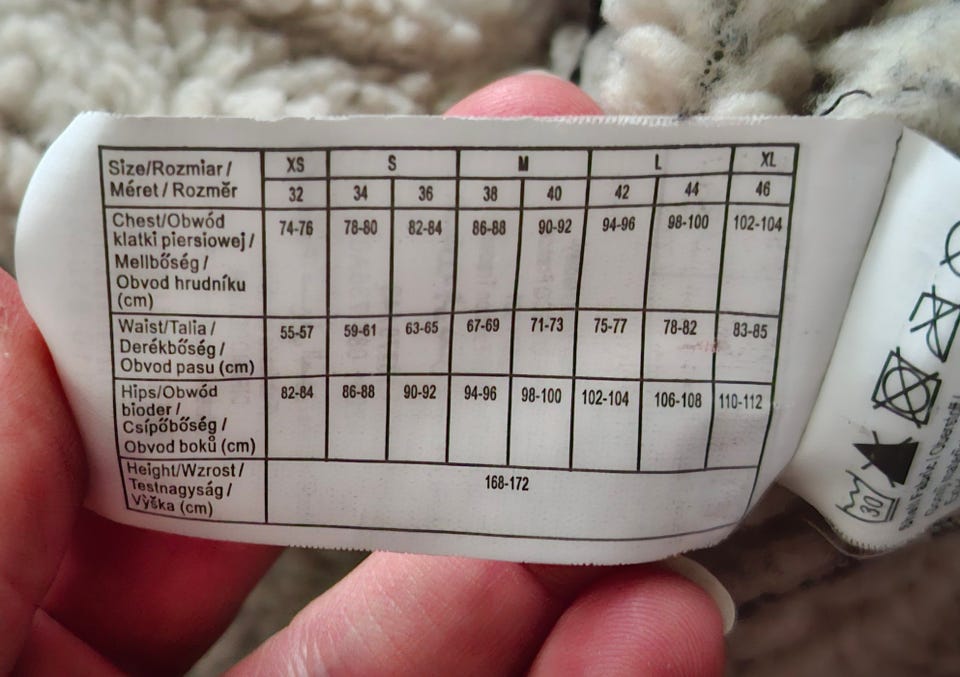 Size/Rozmiar / XS S M L XL
Méret / Rozměr 32 34 36 38 40 42 44 46
Chest/Obwód 74-76 78-80 82-84 86-88 90-92 94-96 98-100 102-104
klatki piersiowej /
Mellbőség /
Obvod hrudníku
(cm)
Waist/Talia / 55-57 59-61 63-65 67-69 71-73 75-77 78-82 83-85
Derékbőség /
Obvod pasu (cm)
Hips/Obwód 82-84 86-88 90-92 94-96 98-100 102-104 106-108 110-112
bioder /
Csípőbőség /
Obvod boků (cm)
Height/Wzrost / 168-172
Testnagyság /
Výška (cm)
30
Shell Fabric / Oberstoff /